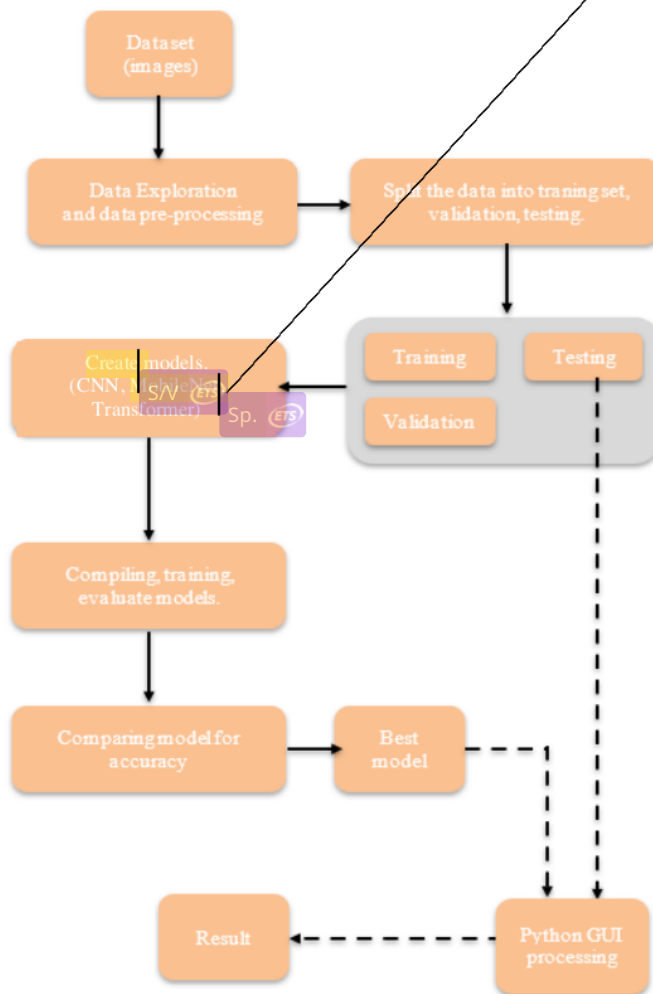 Dataset
(images)
Data Exploration
and data pre-processing
Split the data into traning set,
validation, testing.
Training
Testing
Validation
Create models.
(CNN,
Transformer)
S/V ETS
Sp. ETS
Compiling, training,
evaluate models.
Comparing model for
accuracy
Best
model
Result
Python GUI
processing